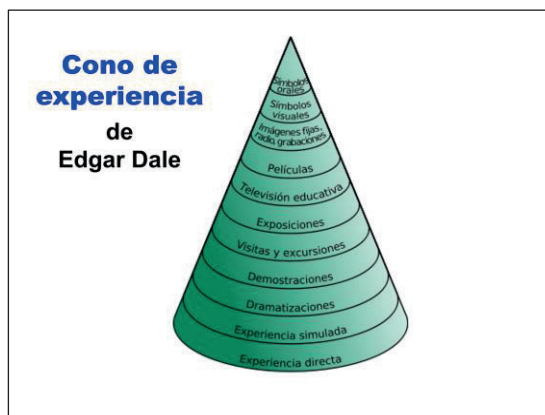 Cono de
experiencia
de
Edgar Dale
Símbolos
orales
Símbolos
visuales
Imágenes fijas,
radio, grabaciones
Películas
Televisión educativa
Exposiciones
Visitas y excursiones
Demostraciones
Dramatizaciones
Experiencia simulada
Experiencia directa